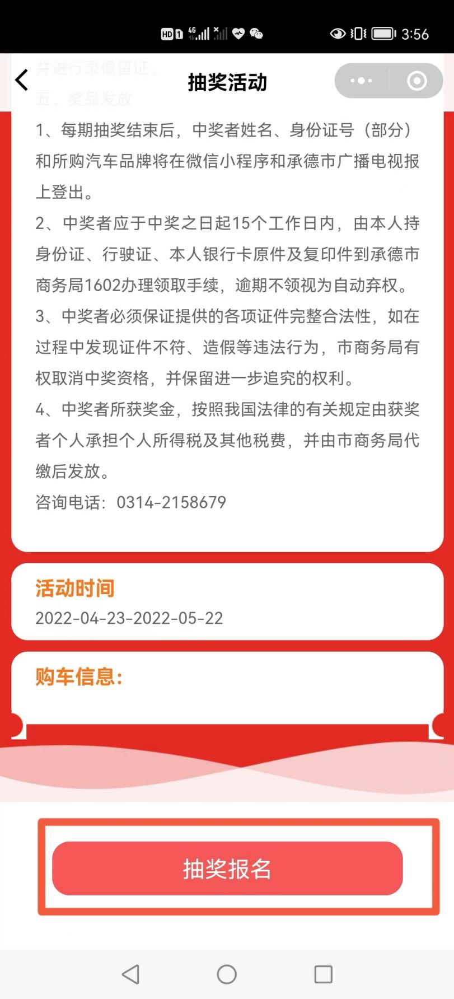 HD 1 4G 3:56
并进行录像留证。
抽奖活动
五、奖品发放
1、每期抽奖结束后，中奖者姓名、身份证号（部分）
和所购汽车品牌将在微信小程序和承德市广播电视报
上登出。
2、中奖者应于中奖之日起15个工作日内，由本人持
身份证、行驶证、本人银行卡原件及复印件到承德市
商务局1602办理领取手续，逾期不领视为自动弃权。
3、中奖者必须保证提供的各项证件完整合法性，如在
过程中发现证件不符、造假等违法行为，市商务局有
权取消中奖资格，并保留进一步追究的权利。
4、中奖者所获奖金，按照我国法律的有关规定由获奖
者个人承担个人所得税及其他税费，并由市商务局代
缴后发放。
咨询电话：0314-2158679
活动时间
2022-04-23-2022-05-22
购车信息：
抽奖报名